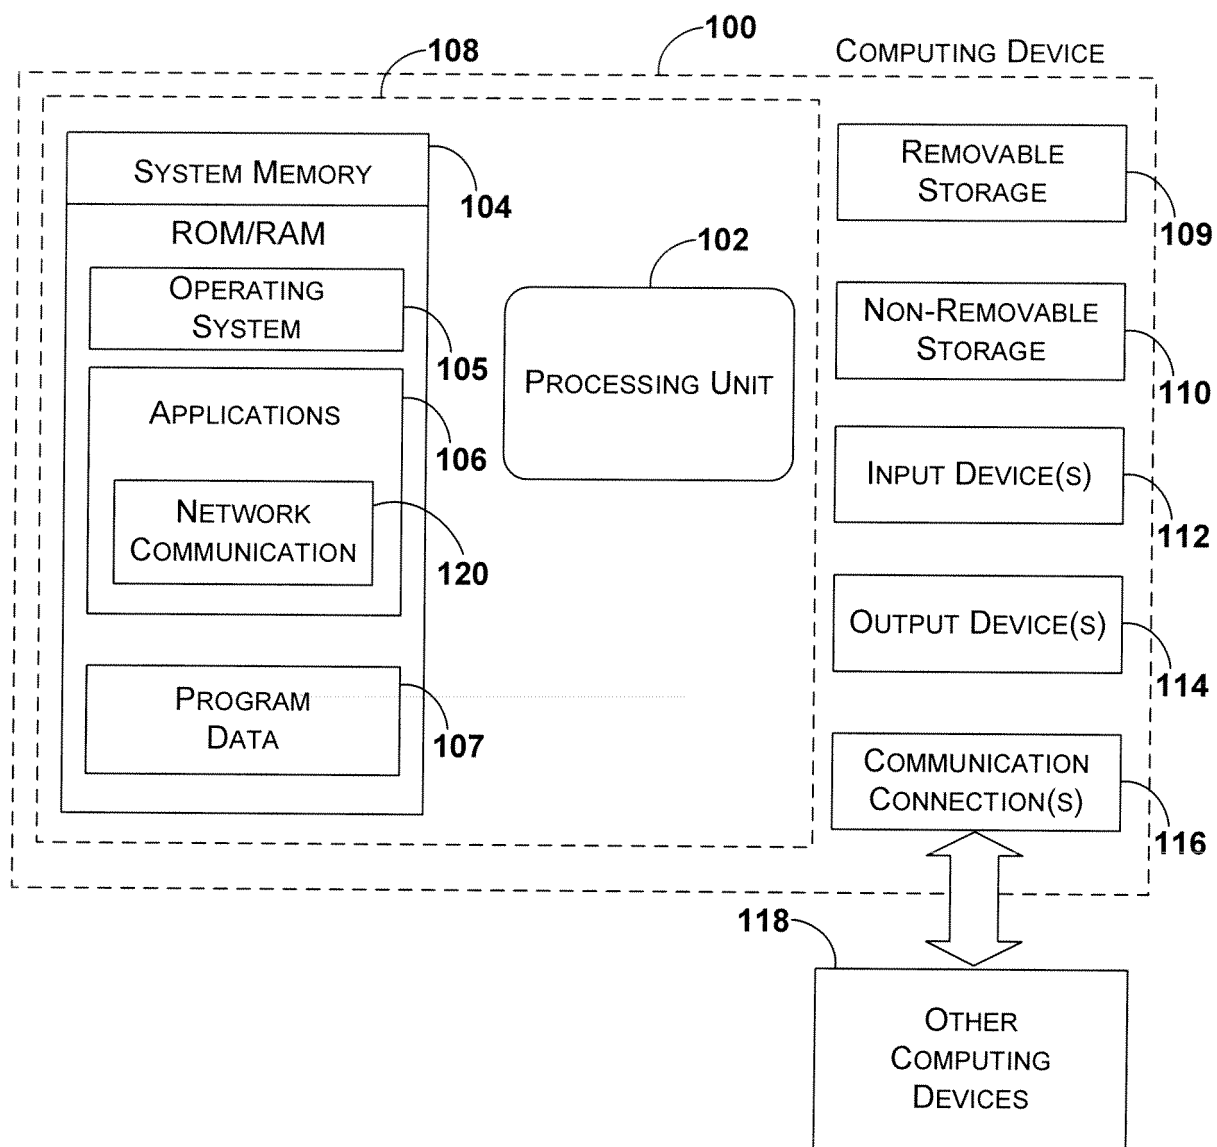 100
COMPUTING DEVICE
108
SYSTEM MEMORY
104
ROM/RAM
OPERATING
SYSTEM
105
APPLICATIONS
106
NETWORK
COMMUNICATION
120
PROGRAM
DATA
107
102
PROCESSING UNIT
REMOVABLE
STORAGE
109
NON-REMOVABLE
STORAGE
110
INPUT DEVICE(S)
112
OUTPUT DEVICE(S)
114
COMMUNICATION
CONNECTION(S)
116
118
OTHER
COMPUTING
DEVICES